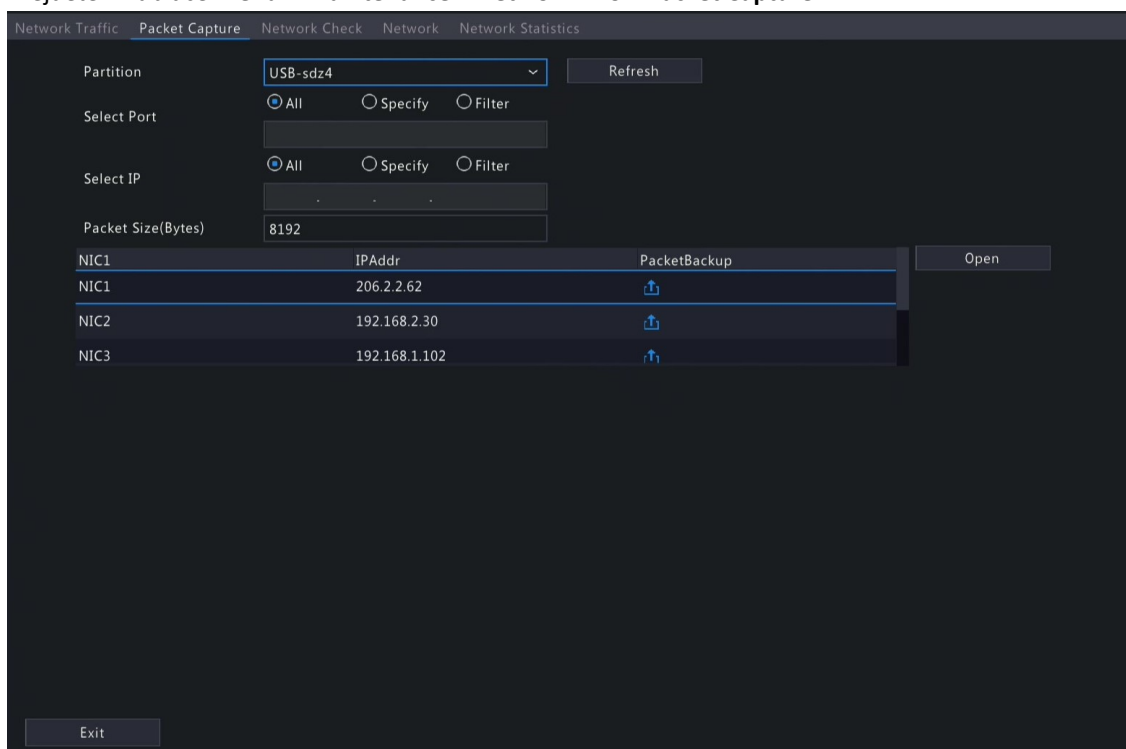 Network Traffic Packet Capture Network Check Network Network Statistics
Partition USB-sdz4 Refresh
All Specify Filter
Select Port
All Specify Filter
Select IP
. . .
Packet Size(Bytes) 8192
NIC1 IPAddr PacketBackup Open
NIC1 206.2.2.62
NIC2 192.168.2.30
NIC3 192.168.1.102
Exit